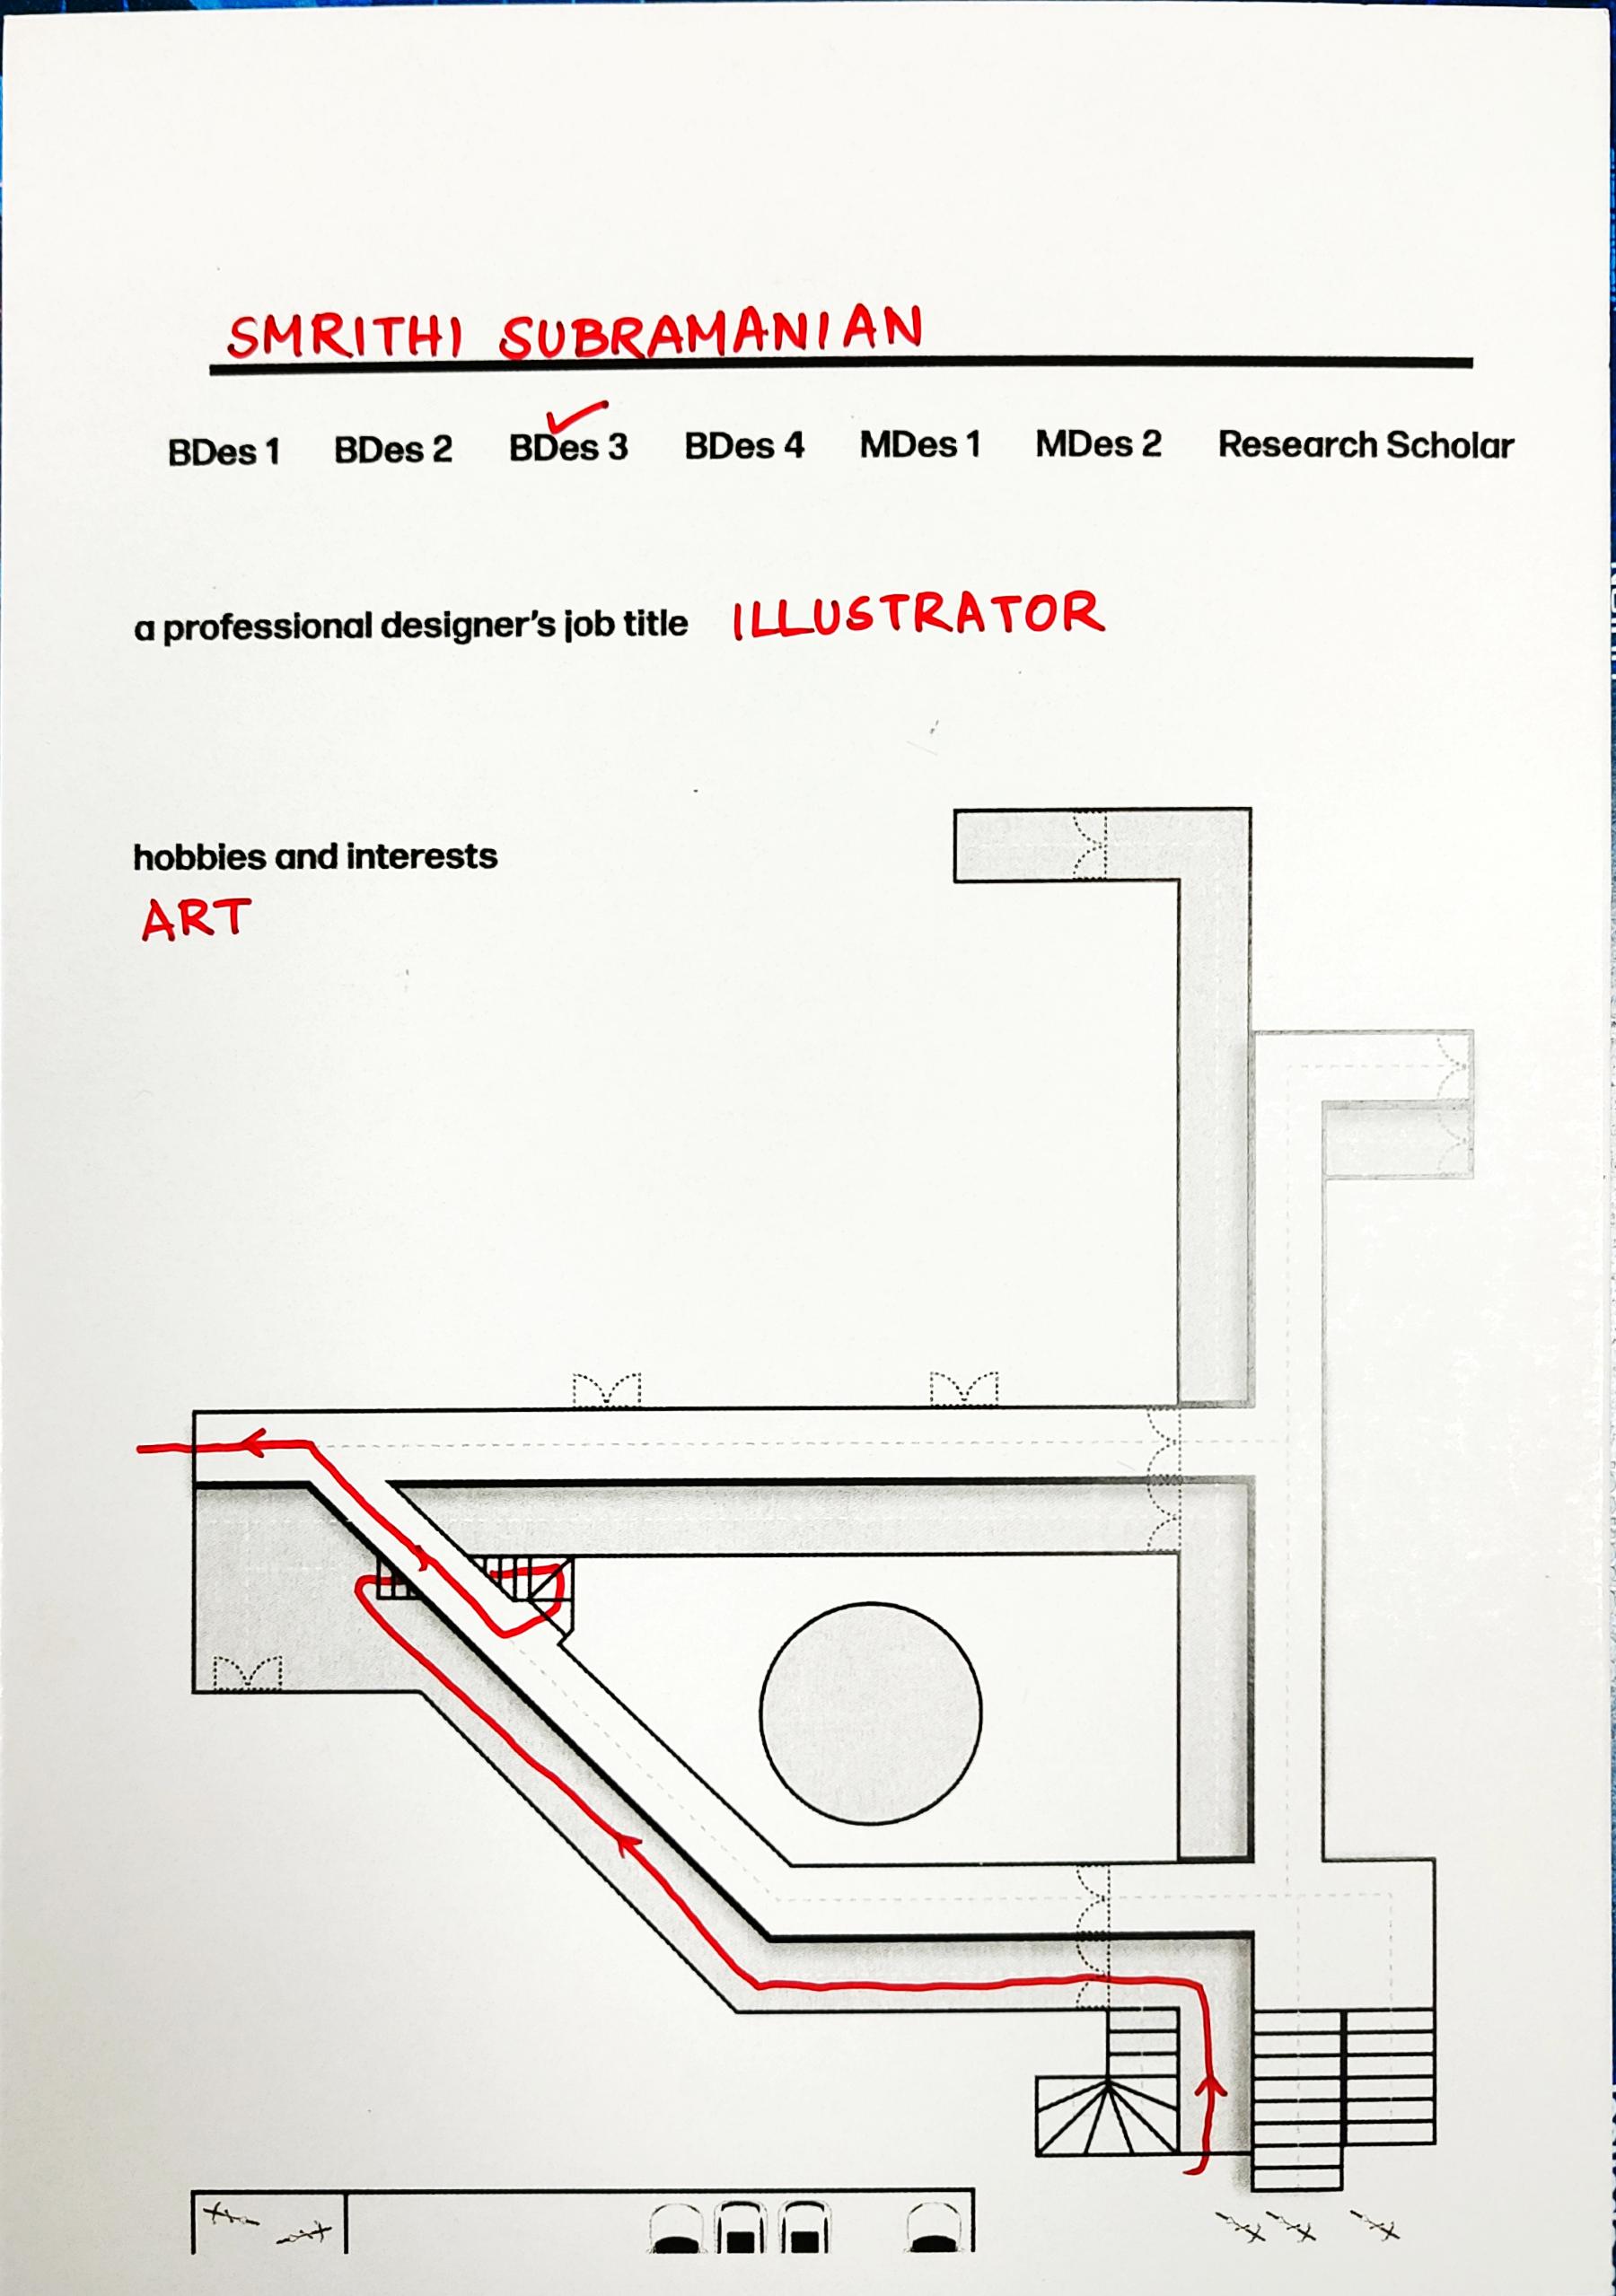 SMRITHI SUBRAMANIAN
BDes 1 BDes 2 BDes 3 BDes 4 MDes 1 MDes 2 Research Scholar
a professional designer's job title ILLUSTRATOR
hobbies and interests
ART